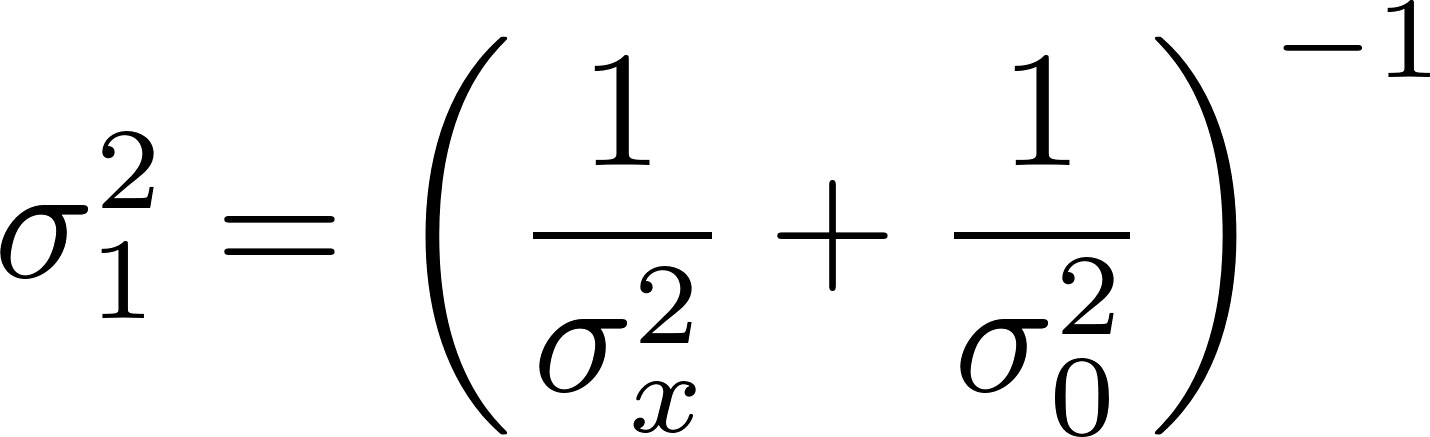 σ₁² = (1/σₓ² + 1/σ₀²)⁻¹